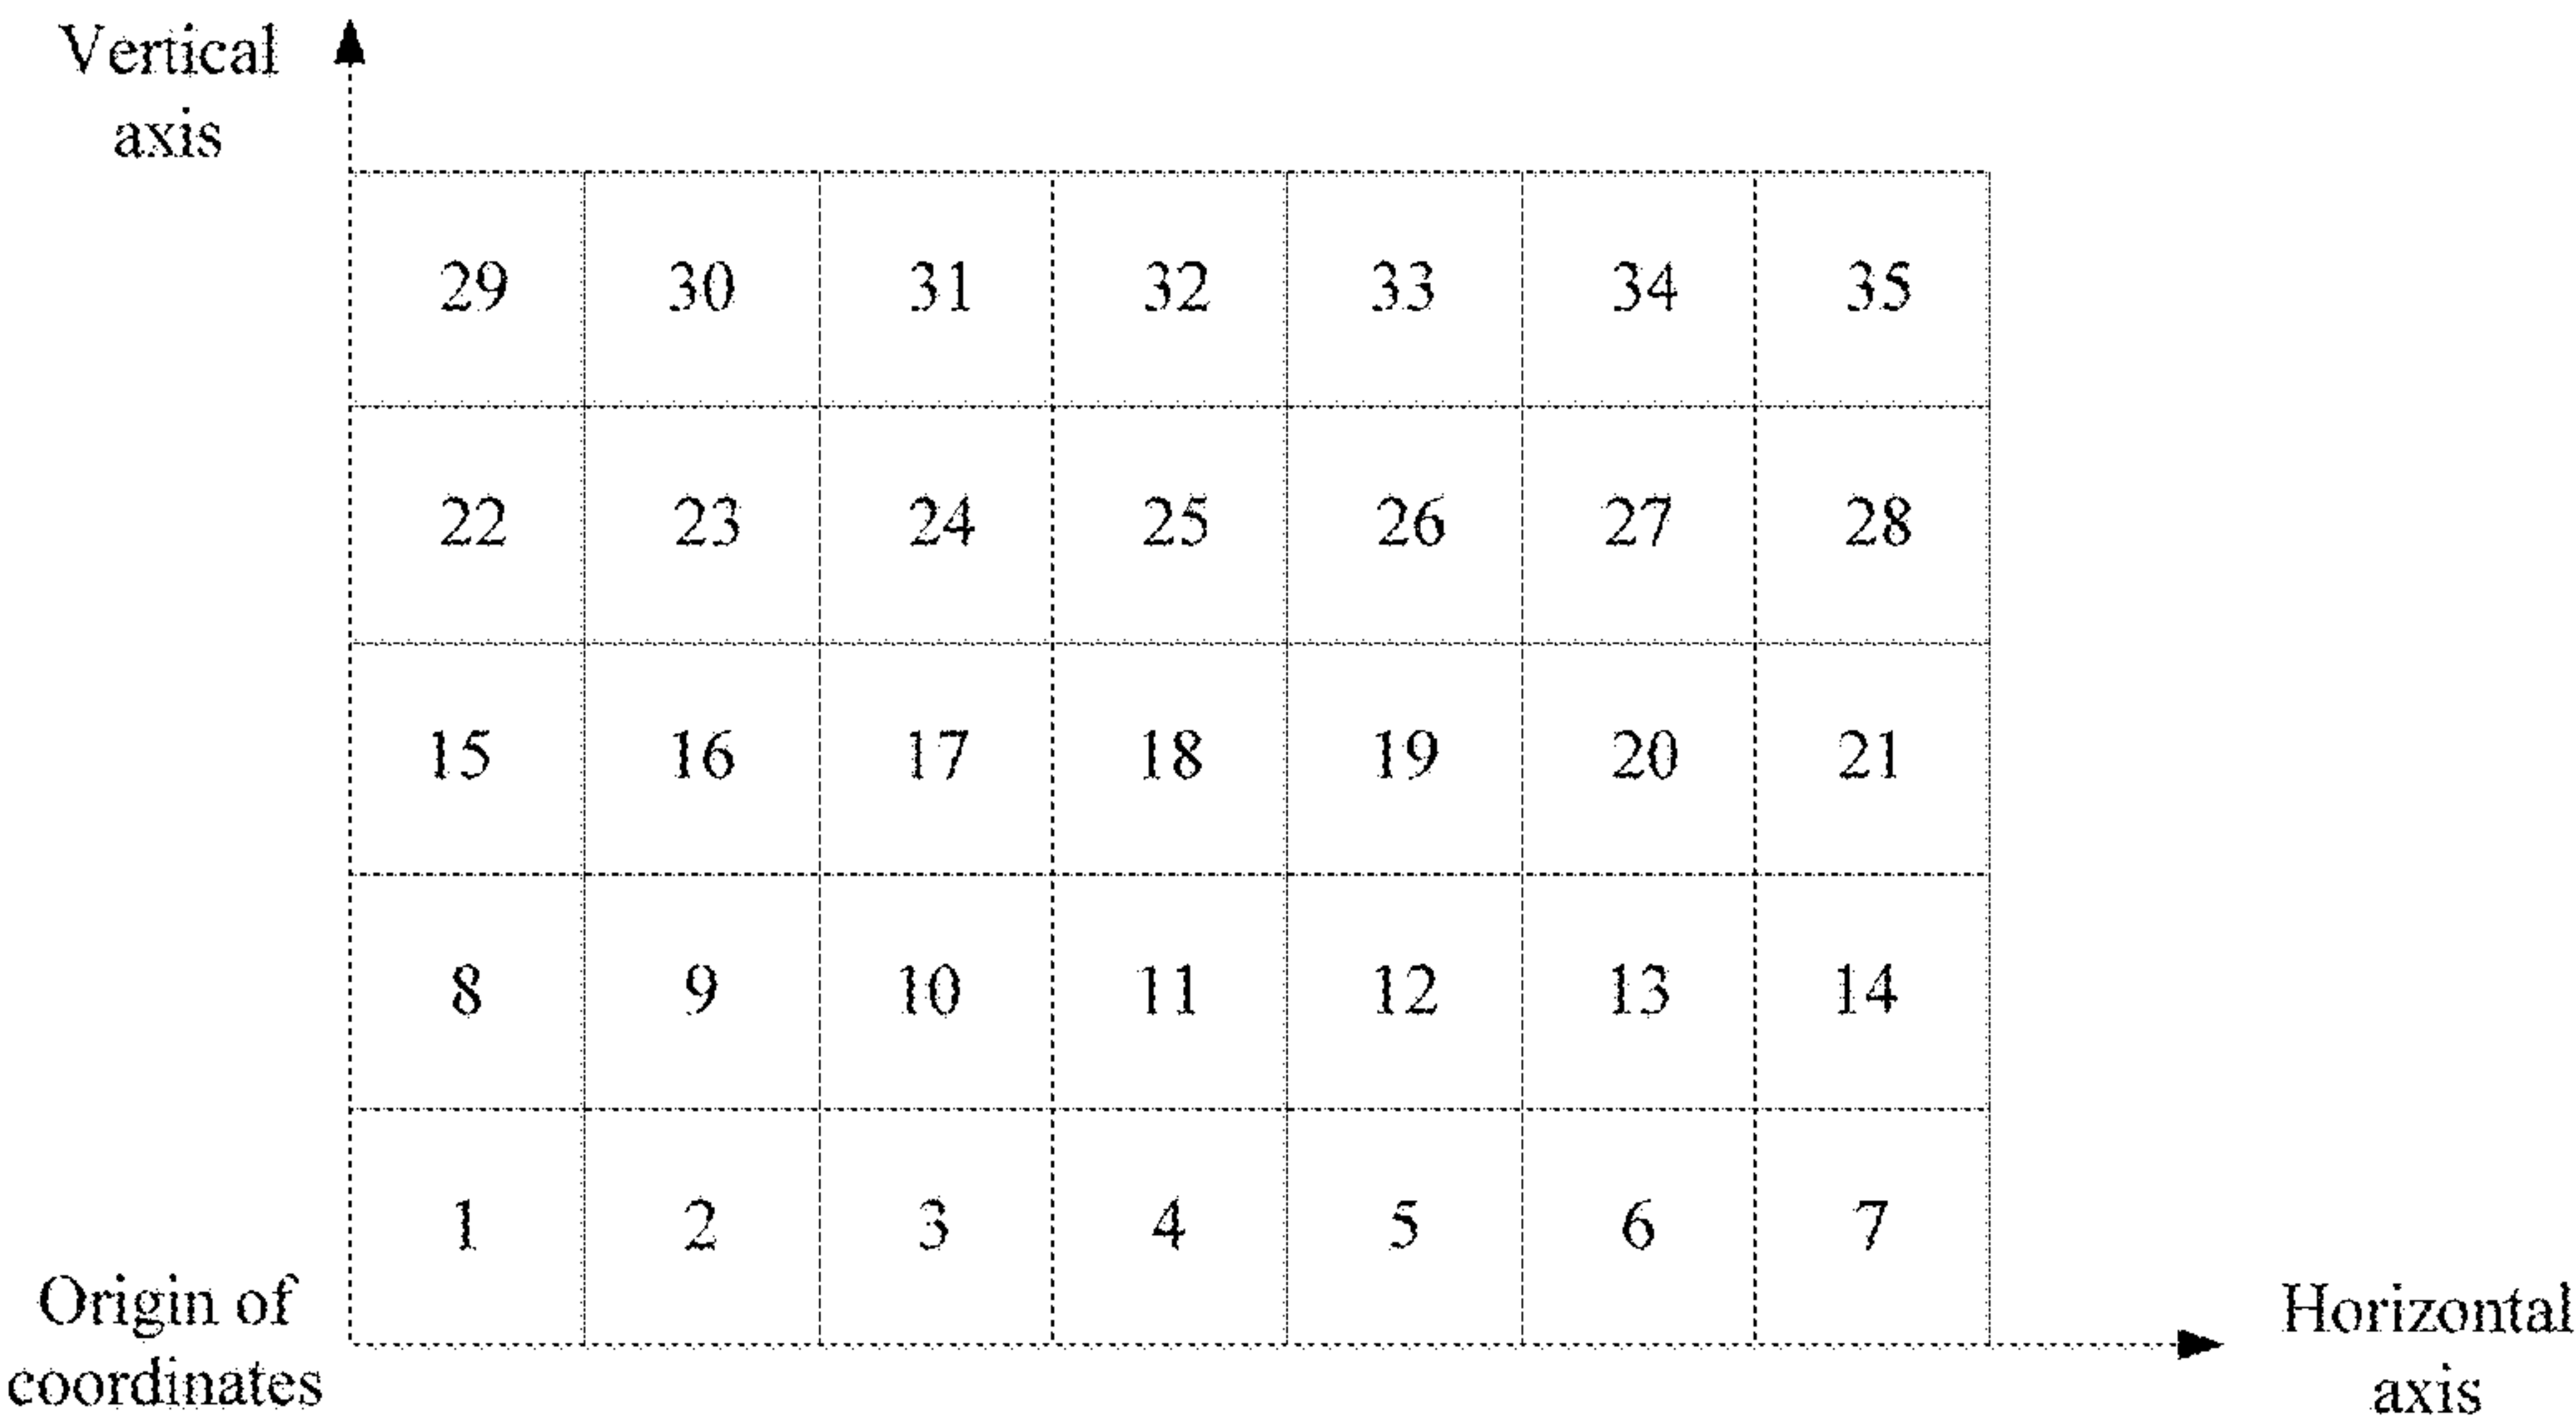 Vertical
axis
29 30 31 32 33 34 35
22 23 24 25 26 27 28
15 16 17 18 19 20 21
8 9 10 11 12 13 14
1 2 3 4 5 6 7
Origin of
coordinates
Horizontal
axis